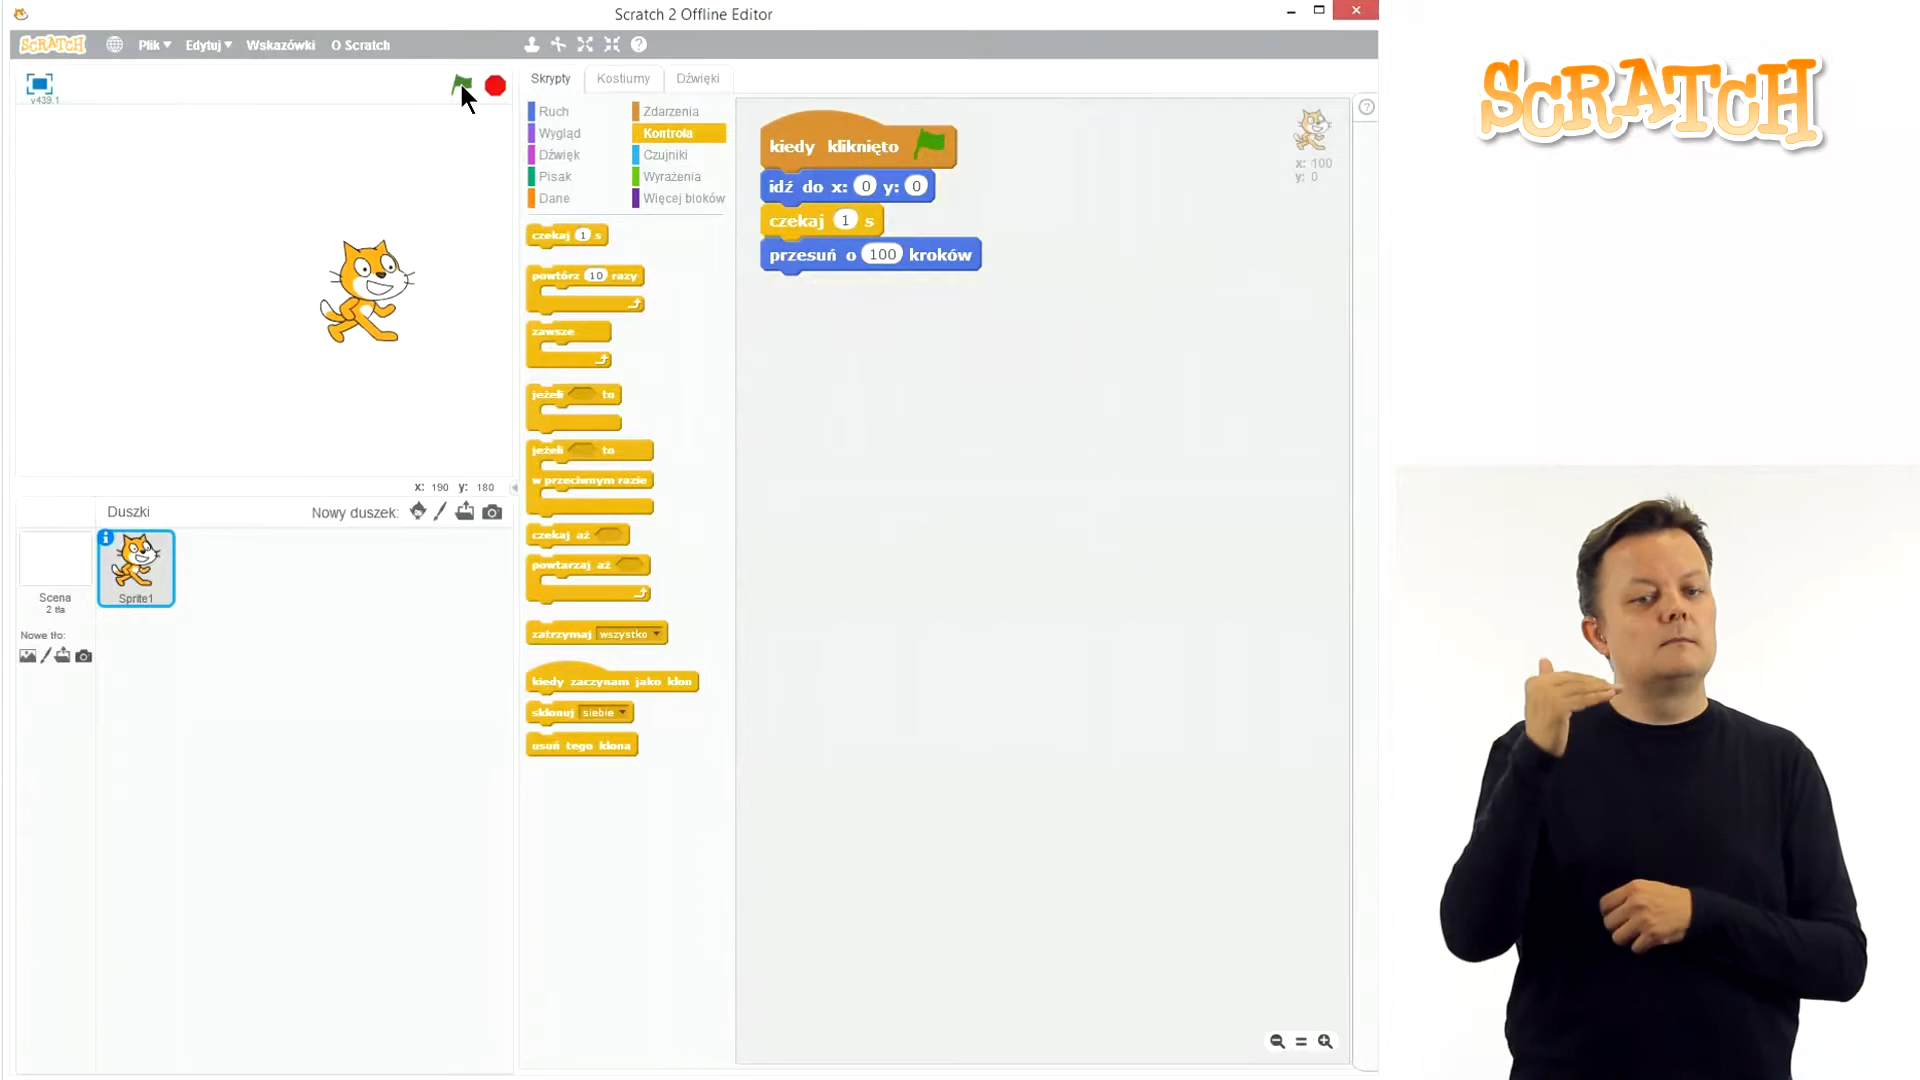 Scratch 2 Offline Editor
SCRATCH
Plik
Edytuj
Wskazówki
O Scratch
v439.1
Skrypty
Kostiumy
Dźwięki
Ruch
Zdarzenia
Wygląd
Kontrola
Dźwięk
Czujniki
Pisak
Wyrażenia
Dane
Więcej bloków
czekaj 1 s
powtórz 10 razy
zawsze
jeżeli to
jeżeli to
w przeciwnym razie
czekaj aż
powtarzaj aż
zatrzymaj wszystko
kiedy zaczynam jako klon
sklonuj siebie
usuń tego klona
kiedy kliknięto
idź do x: 0 y: 0
czekaj 1 s
przesuń o 100 kroków
x: 100
y: 0
x: 190 y: 180
Duszki
Nowy duszek:
Sprite1
Scena
2 tła
Nowe tło:
SCRATCH